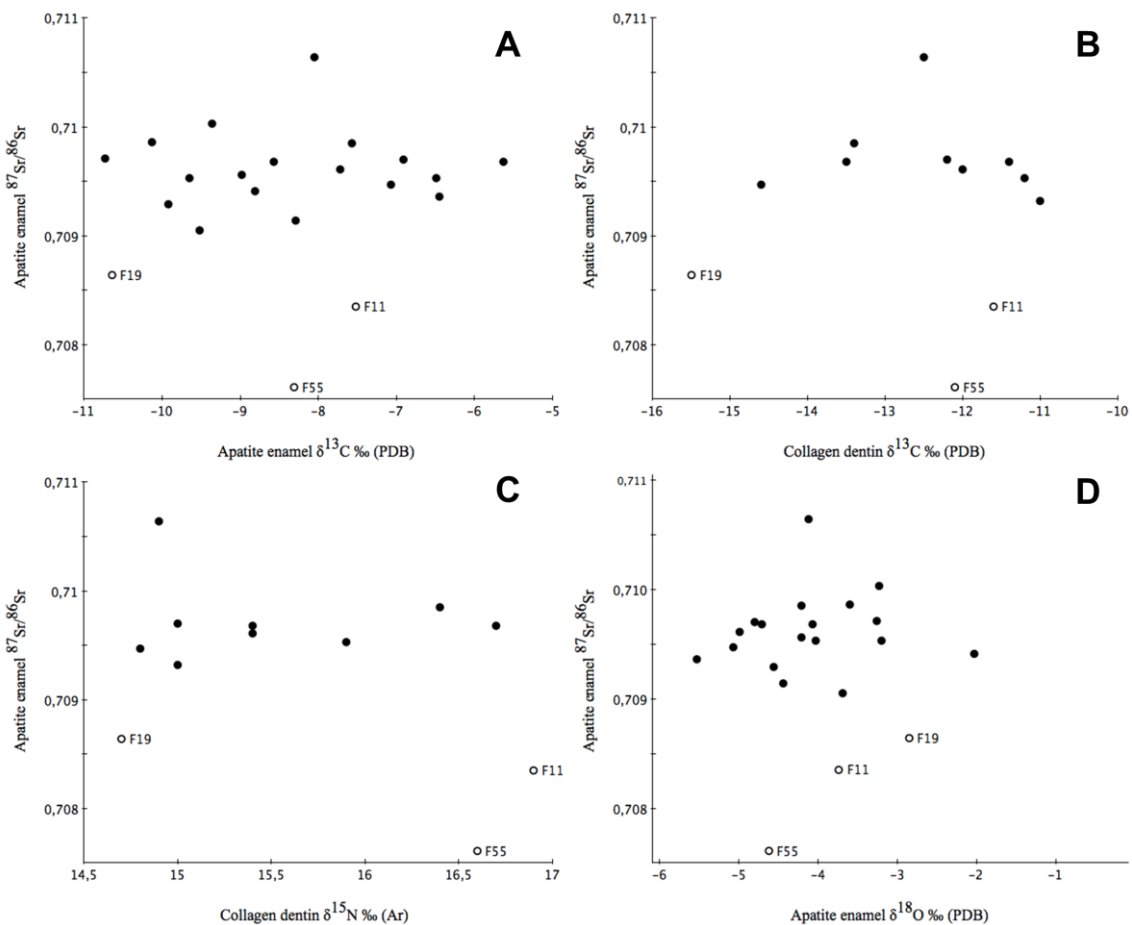 A
0,711
0,71
0,709
0,708
Apatite enamel ⁸⁷Sr/⁸⁶Sr
F19
F11
F55
−11 −10 −9 −8 −7 −6 −5
Apatite enamel δ¹³C ‰ (PDB)
B
0,711
0,71
0,709
0,708
Apatite enamel ⁸⁷Sr/⁸⁶Sr
F19
F11
F55
−16 −15 −14 −13 −12 −11 −10
Collagen dentin δ¹³C ‰ (PDB)
C
0,711
0,71
0,709
0,708
Apatite enamel ⁸⁷Sr/⁸⁶Sr
F19
F11
F55
14,5 15 15,5 16 16,5 17
Collagen dentin δ¹⁵N ‰ (Ar)
D
0,711
0,710
0,709
0,708
Apatite enamel ⁸⁷Sr/⁸⁶Sr
F19
F11
F55
−6 −5 −4 −3 −2 −1
Apatite enamel δ¹⁸O ‰ (PDB)